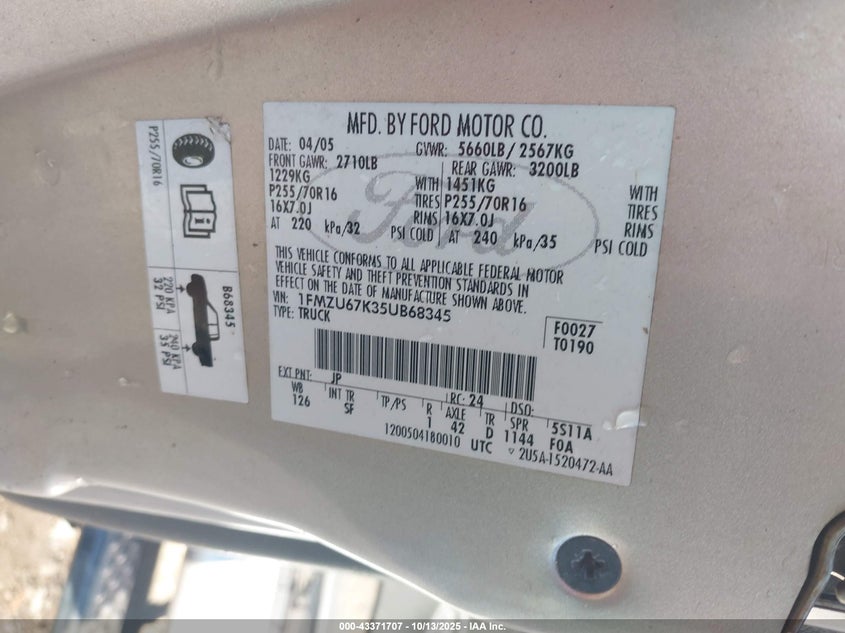 MFD. BY FORD MOTOR CO.
DATE: 04/05 GVWR: 5660LB/ 2567KG
FRONT GAWR: 2710LB REAR GAWR: 3200LB
1229KG WITH 1451KG WITH
P255/70R16 TIRES P255/70R16 TIRES
16X7.0J RIMS 16X7.0J RIMS
AT 220 kPa/32 PSI COLD AT 240 kPa/35 PSI COLD
THIS VEHICLE CONFORMS TO ALL APPLICABLE FEDERAL MOTOR
VEHICLE SAFETY AND THEFT PREVENTION STANDARDS IN
EFFECT ON THE DATE OF MANUFACTURE SHOWN ABOVE.
VIN: 1FMZU67K35UB68345
TYPE: TRUCK
F0027
T0190
EXT PNT: JP RC: 24 DSO:
WB INT TR TP/PS R AXLE TR SPR 5S11A
126 SF 1 42 D 1144 F0A
1200504180010 UTC ▿ 2U5A-1520472-AA
Ford
P255/70R16
B68345
220 KPA
32 PSI
240 KPA
35 PSI
000-43371707 - 10/13/2025 - IAA Inc.